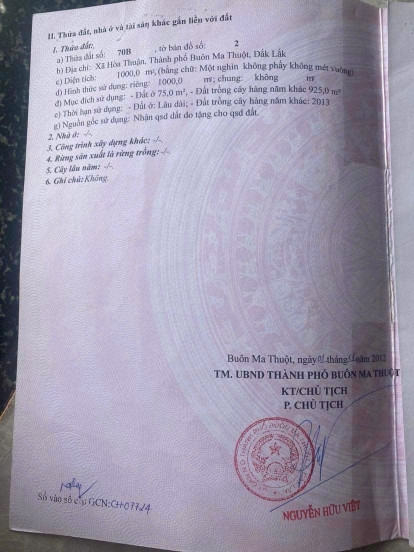 II. Thửa đất, nhà ở và tài sản khác gắn liền với đất
1. Thửa đất:
a) Thửa đất số: 70B , tờ bản đồ số: 2
b) Địa chỉ: Xã Hòa Thuận, Thành phố Buôn Ma Thuột, Đắk Lắk
c) Diện tích: 1000,0 m², (bằng chữ: Một nghìn không phẩy không mét vuông)
d) Hình thức sử dụng: riêng: 1000,0 m²; chung: không m²
đ) Mục đích sử dụng: - Đất ở 75,0 m², - Đất trồng cây hàng năm khác 925,0 m²
e) Thời hạn sử dụng: - Đất ở: Lâu dài; - Đất trồng cây hàng năm khác: 2013
g) Nguồn gốc sử dụng: Nhận qsd đất do tặng cho qsd đất.
2. Nhà ở: -/-
3. Công trình xây dựng khác: -/-
4. Rừng sản xuất là rừng trồng: -/-
5. Cây lâu năm: -/-
6. Ghi chú: Không.
Buôn Ma Thuột, ngày tháng năm 2012
TM. UBND THÀNH PHỐ BUÔN MA THUỘT
KT/CHỦ TỊCH
P. CHỦ TỊCH
NGUYỄN HỮU VIỆT
Số vào sổ cấp GCN: CH07724